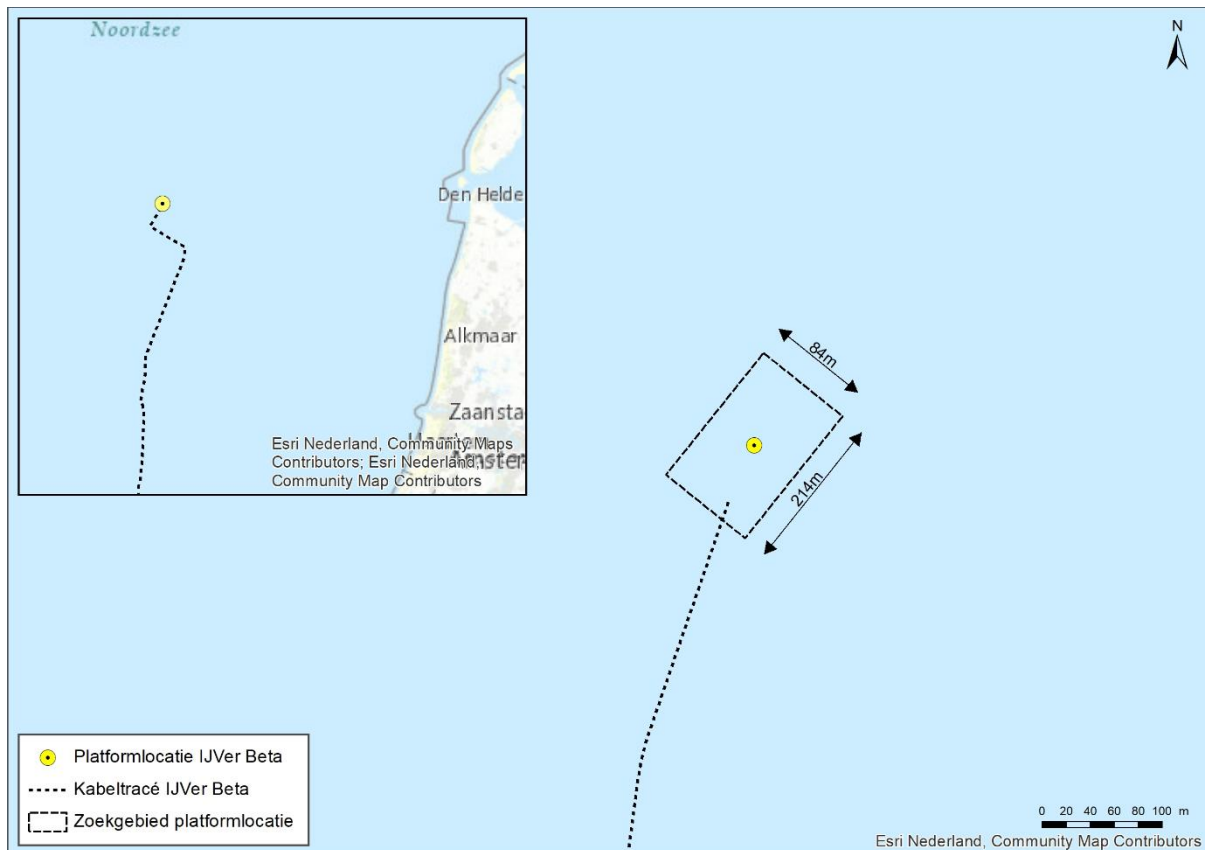 Noordzee
N
Den Helde
Alkmaar
Zaansta
Esri Nederland, Community Maps
Contributors; Esri Nederland,
Community Map Contributors
84m
214m
Platformlocatie IJVer Beta
Kabeltracé IJVer Beta
Zoekgebied platformlocatie
0 20 40 60 80 100 m
Esri Nederland, Community Map Contributors